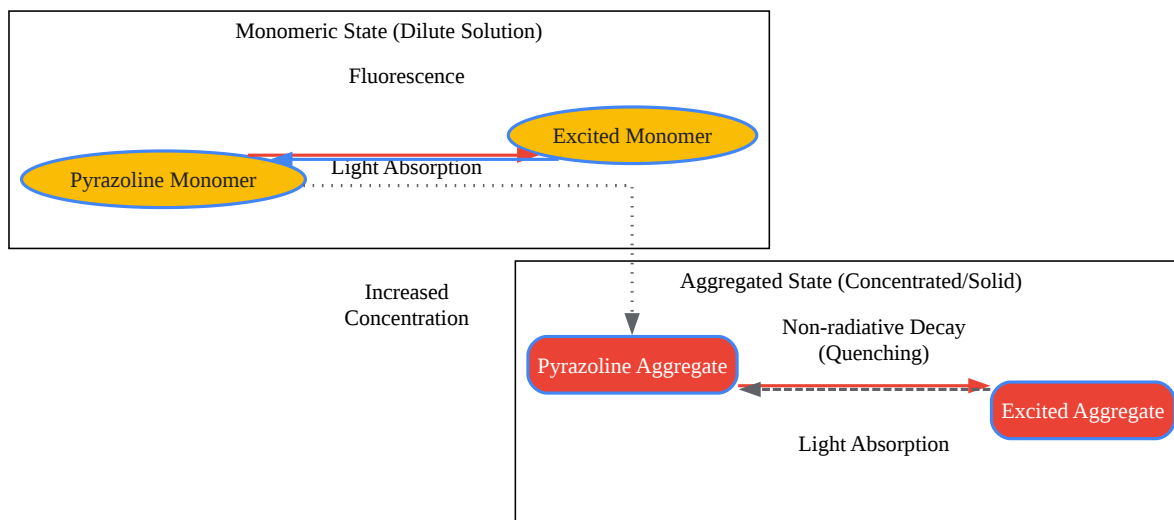 Monomeric State (Dilute Solution)
Fluorescence
Excited Monomer
Light Absorption
Pyrazoline Monomer
Aggregated State (Concentrated/Solid)
Increased
Concentration
Non-radiative Decay
(Quenching)
Pyrazoline Aggregate
Excited Aggregate
Light Absorption